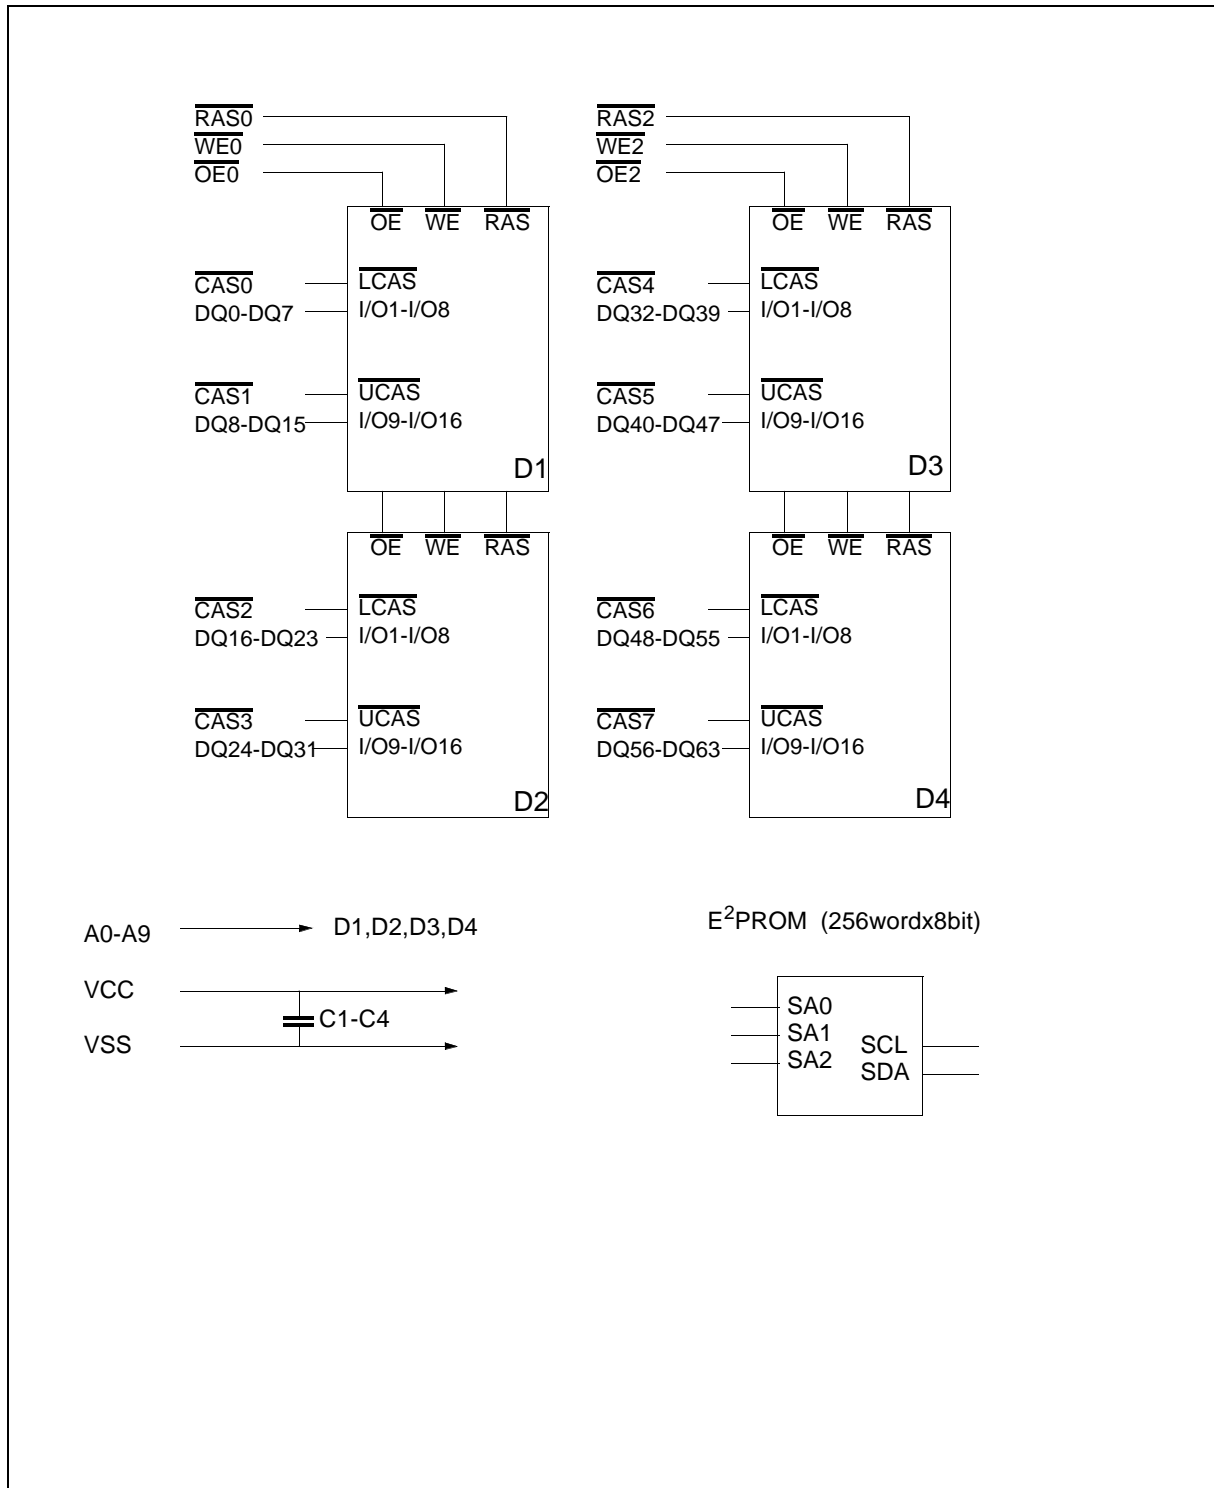 RAS0
WE0
OE0
OE WE RAS
CAS0 LCAS
DQ0-DQ7 I/O1-I/O8
CAS1 UCAS
DQ8-DQ15 I/O9-I/O16
D1
OE WE RAS
CAS2 LCAS
DQ16-DQ23 I/O1-I/O8
CAS3 UCAS
DQ24-DQ31 I/O9-I/O16
D2
RAS2
WE2
OE2
OE WE RAS
CAS4 LCAS
DQ32-DQ39 I/O1-I/O8
CAS5 UCAS
DQ40-DQ47 I/O9-I/O16
D3
OE WE RAS
CAS6 LCAS
DQ48-DQ55 I/O1-I/O8
CAS7 UCAS
DQ56-DQ63 I/O9-I/O16
D4
A0-A9 D1,D2,D3,D4
VCC
C1-C4
VSS
E²PROM (256wordx8bit)
SA0
SA1
SA2
SCL
SDA